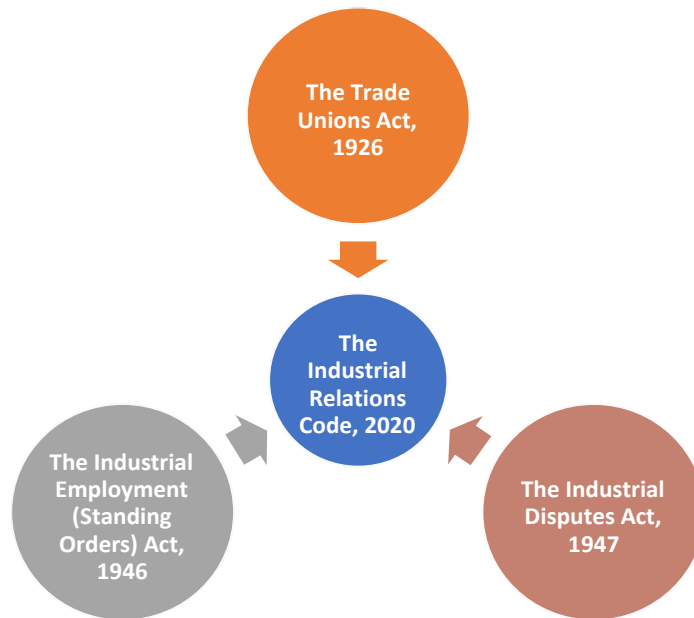 The Trade
Unions Act,
1926
The
Industrial
Relations
Code, 2020
The Industrial
Employment
(Standing
Orders) Act,
1946
The Industrial
Disputes Act,
1947